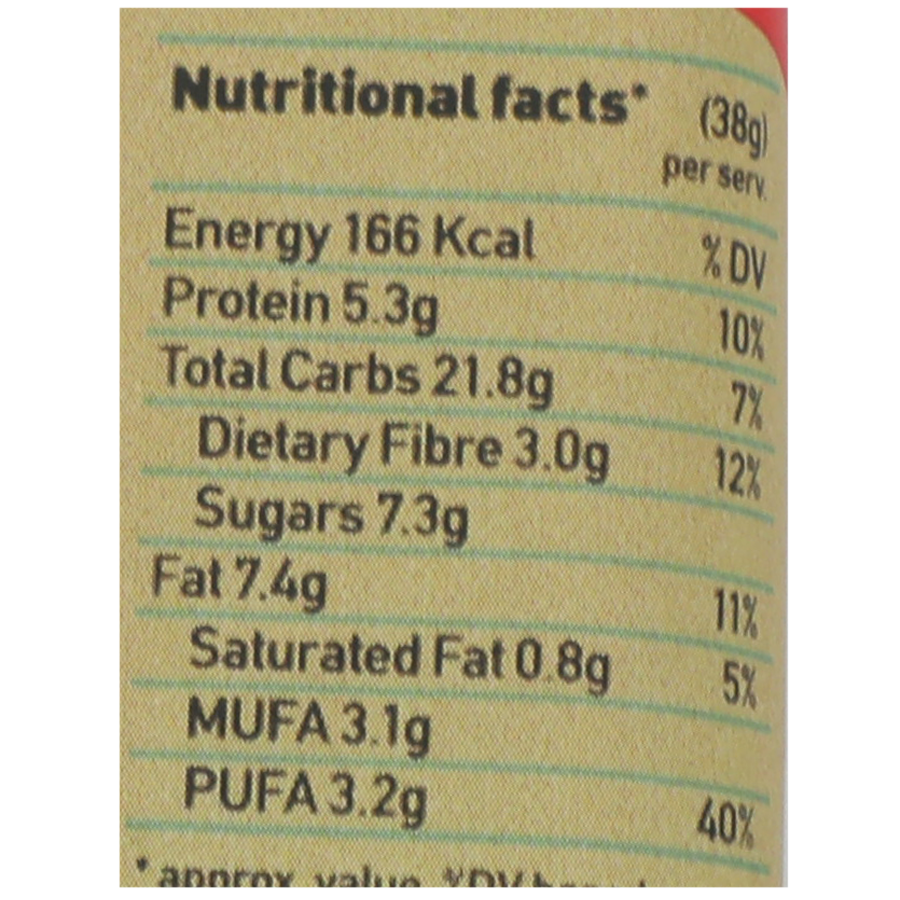 Nutritional facts* (38g)
per serv.
Energy 166 Kcal % DV
Protein 5.3g 10%
Total Carbs 21.8g 7%
Dietary Fibre 3.0g 12%
Sugars 7.3g
Fat 7.4g 11%
Saturated Fat 0.8g 5%
MUFA 3.1g
PUFA 3.2g 40%
* approx. value